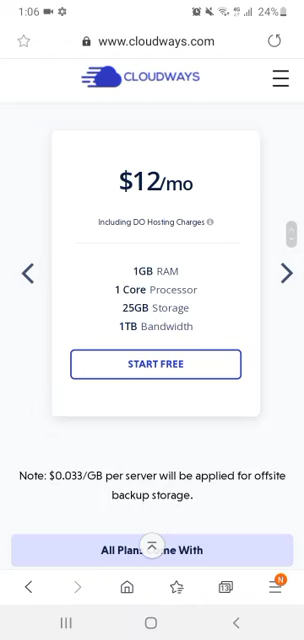 1:06 24%
www.cloudways.com
CLOUDWAYS
$12/mo
Including DO Hosting Charges
1GB RAM
1 Core Processor
25GB Storage
1TB Bandwidth
START FREE
Note: $0.033/GB per server will be applied for offsite
backup storage.
All Plans ne With
13
N